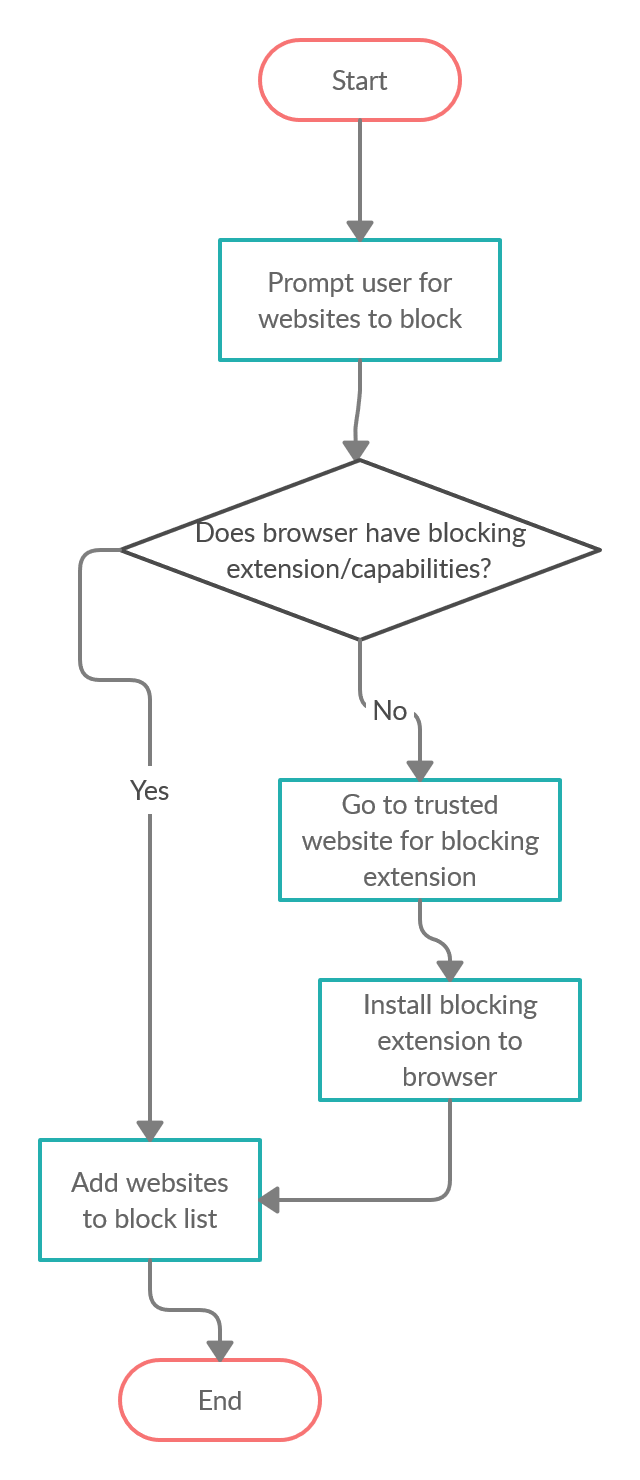 Start
Prompt user for
websites to block
Does browser have blocking
extension/capabilities?
No
Yes
Go to trusted
website for blocking
extension
Install blocking
extension to
browser
Add websites
to block list
End